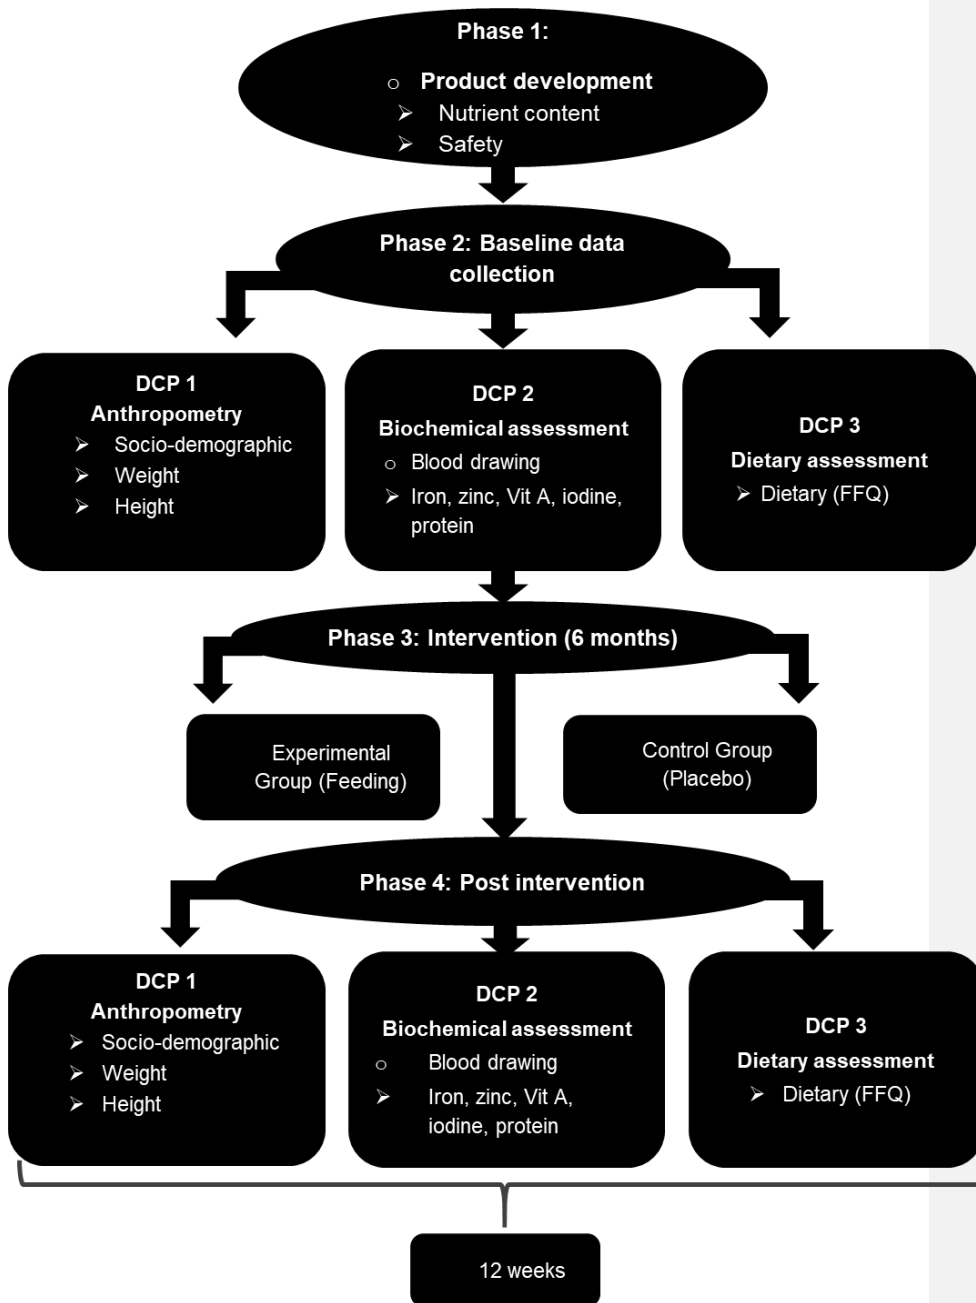 Phase 1:
o Product development
➢ Nutrient content
➢ Safety
Phase 2: Baseline data
collection
DCP 1
Anthropometry
➢ Socio-demographic
➢ Weight
➢ Height
DCP 2
Biochemical assessment
o Blood drawing
➢ Iron, zinc, Vit A, iodine,
protein
DCP 3
Dietary assessment
➢ Dietary (FFQ)
Phase 3: Intervention (6 months)
Experimental
Group (Feeding)
Control Group
(Placebo)
Phase 4: Post intervention
DCP 1
Anthropometry
➢ Socio-demographic
➢ Weight
➢ Height
DCP 2
Biochemical assessment
o Blood drawing
➢ Iron, zinc, Vit A,
iodine, protein
DCP 3
Dietary assessment
➢ Dietary (FFQ)
12 weeks